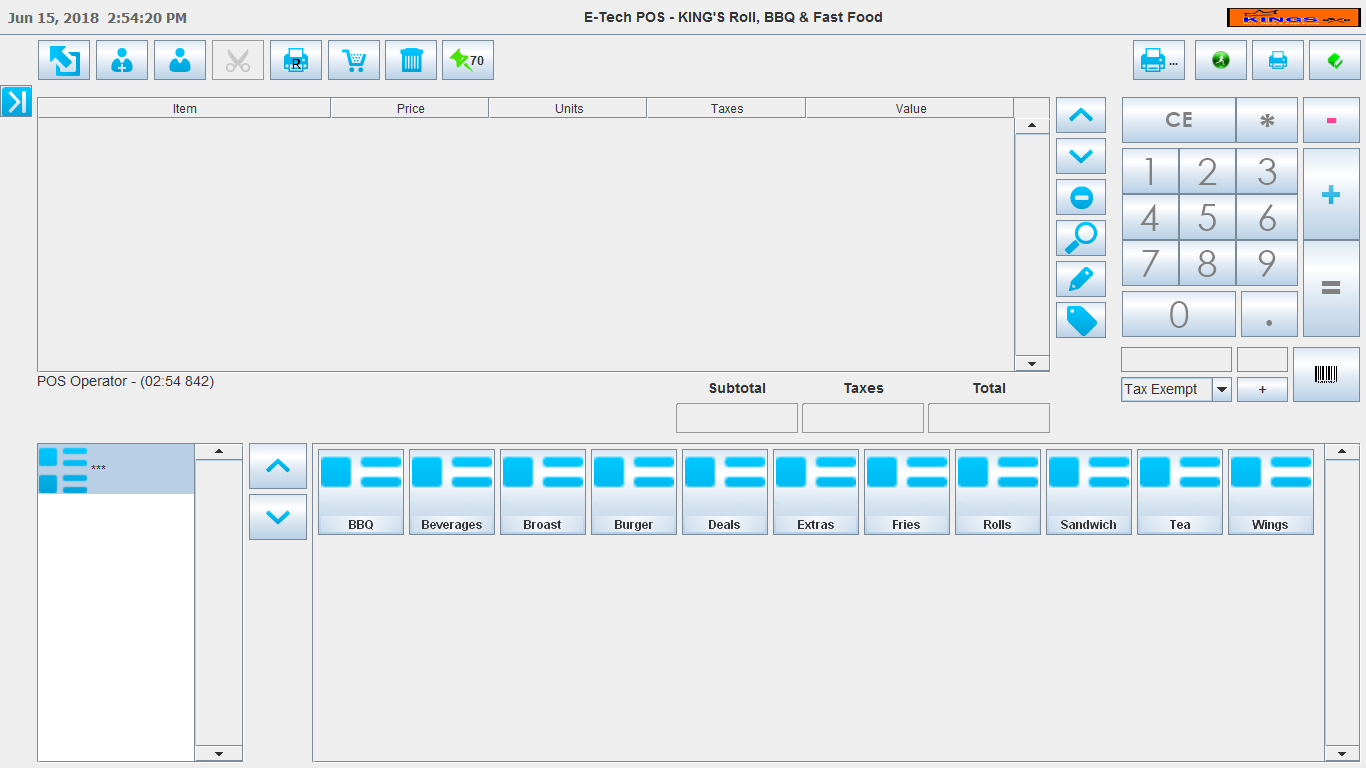 Jun 15, 2018 2:54:20 PM
E-Tech POS - KING'S Roll, BBQ & Fast Food
KINGS
R
70
...
Item Price Units Taxes Value
CE * -
1 2 3
+
4 5 6
7 8 9
=
0 .
POS Operator - (02:54 842)
Subtotal Taxes Total
Tax Exempt
+
***
BBQ Beverages Broast Burger Deals Extras Fries Rolls Sandwich Tea Wings